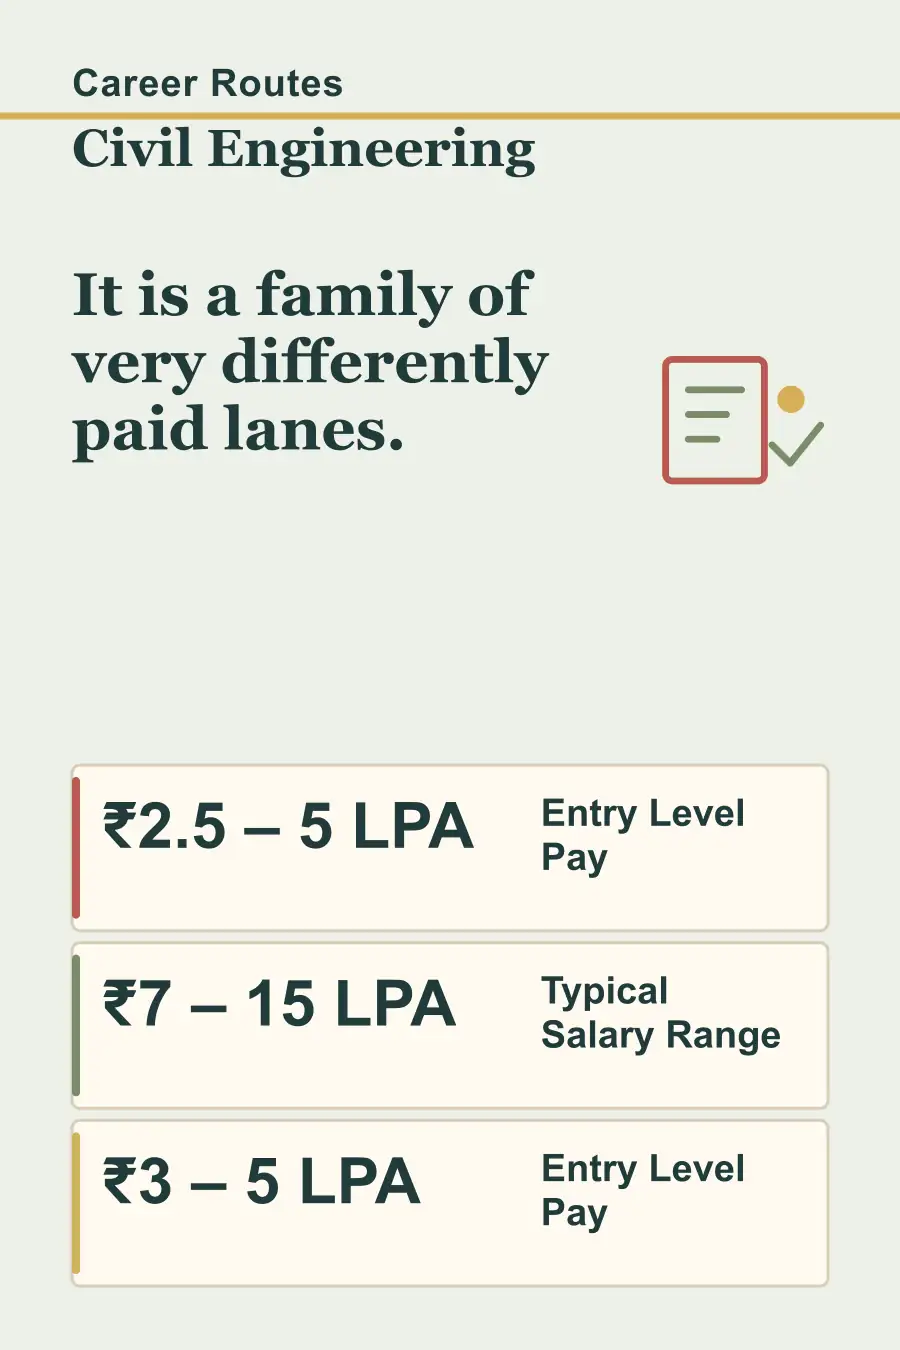 Career Routes
Civil Engineering
It is a family of
very differently
paid lanes.
₹2.5 – 5 LPA
Entry Level
Pay
₹7 – 15 LPA
Typical
Salary Range
₹3 – 5 LPA
Entry Level
Pay